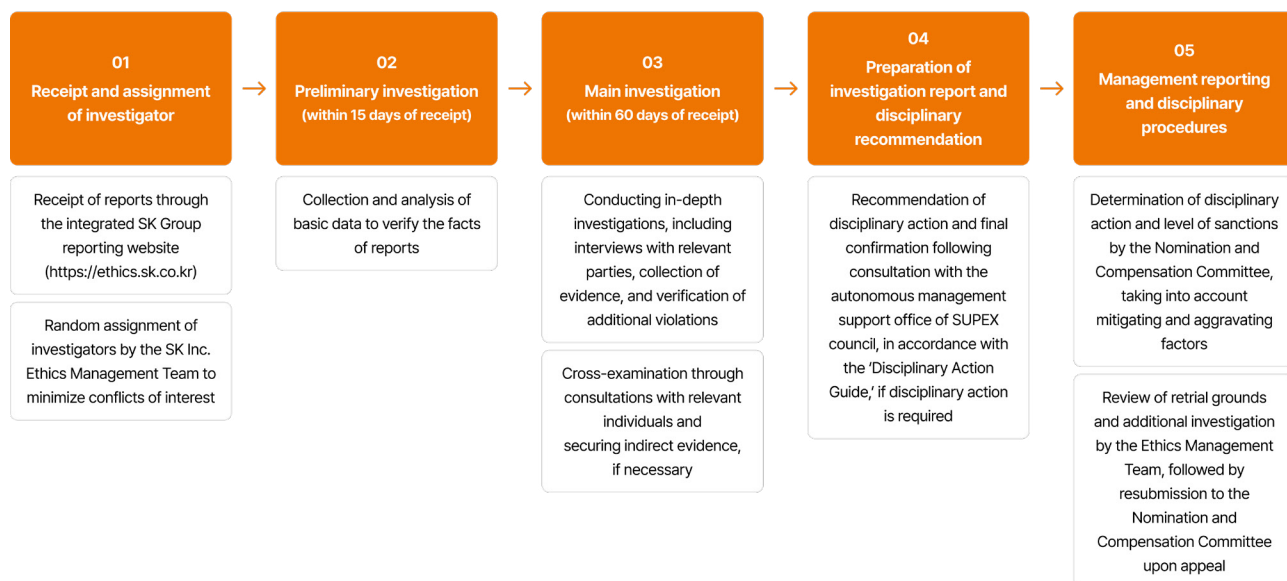 01
Receipt and assignment
of investigator
Receipt of reports through
the integrated SK Group
reporting website
(https://ethics.sk.co.kr)
Random assignment of
investigators by the SK Inc.
Ethics Management Team to
minimize conflicts of interest
02
Preliminary investigation
(within 15 days of receipt)
Collection and analysis of
basic data to verify the facts
of reports
03
Main investigation
(within 60 days of receipt)
Conducting in-depth
investigations, including
interviews with relevant
parties, collection of
evidence, and verification of
additional violations
Cross-examination through
consultations with relevant
individuals and
securing indirect evidence,
if necessary
04
Preparation of
investigation report and
disciplinary
recommendation
Recommendation of
disciplinary action and final
confirmation following
consultation with the
autonomous management
support office of SUPEX
council, in accordance with
the ‘Disciplinary Action
Guide,’ if disciplinary action
is required
05
Management reporting
and disciplinary
procedures
Determination of disciplinary
action and level of sanctions
by the Nomination and
Compensation Committee,
taking into account
mitigating and aggravating
factors
Review of retrial grounds
and additional investigation
by the Ethics Management
Team, followed by
resubmission to the
Nomination and
Compensation Committee
upon appeal